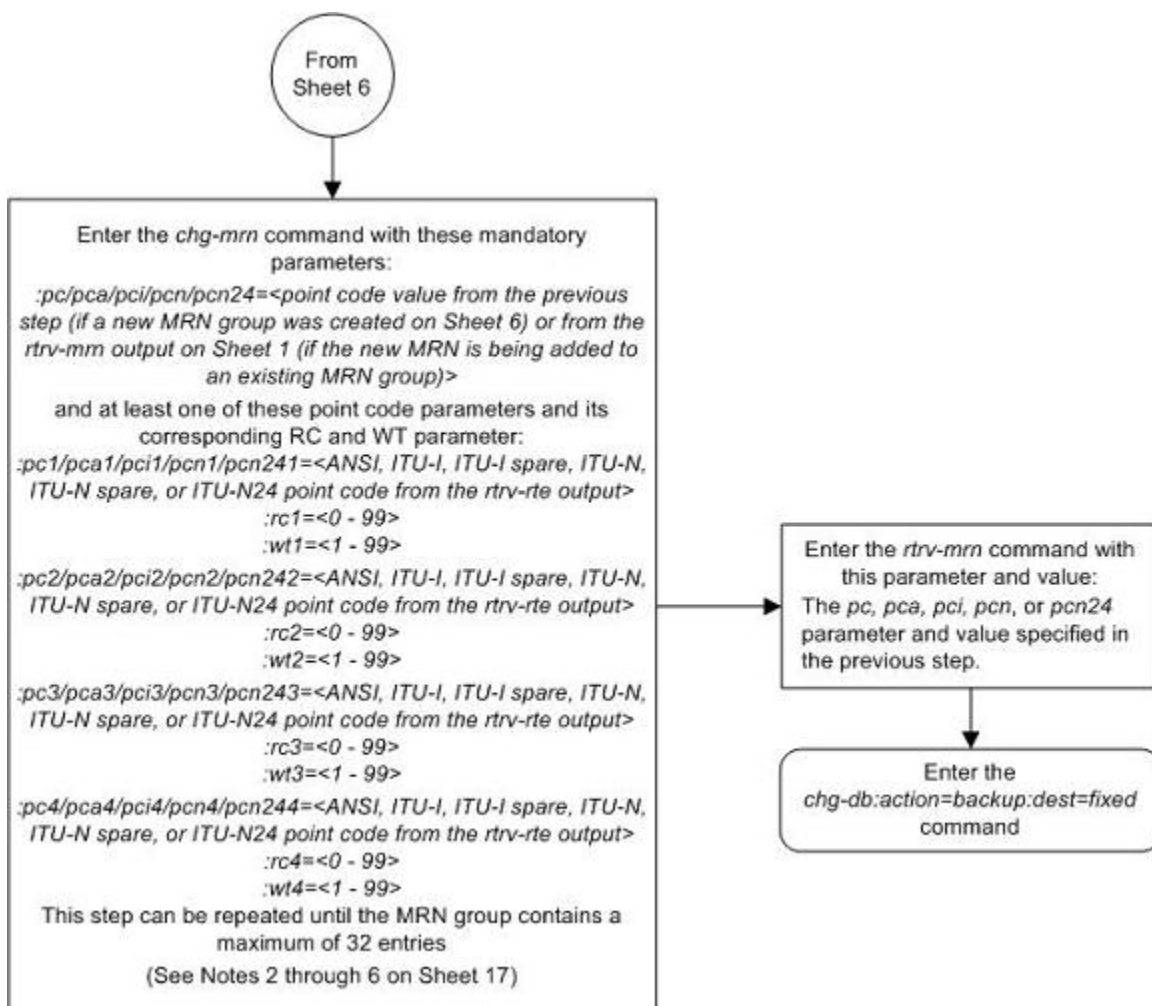 From
Sheet 6
Enter the chg-mrn command with these mandatory
parameters:
:pc/pca/pci/pcn/pcn24=<point code value from the previous
step (if a new MRN group was created on Sheet 6) or from the
rtrv-mrn output on Sheet 1 (if the new MRN is being added to
an existing MRN group)>
and at least one of these point code parameters and its
corresponding RC and WT parameter:
:pc1/pca1/pci1/pcn1/pcn241=<ANSI, ITU-I, ITU-I spare, ITU-N,
ITU-N spare, or ITU-N24 point code from the rtrv-rte output>
:rc1=<0 - 99>
:wt1=<1 - 99>
:pc2/pca2/pci2/pcn2/pcn242=<ANSI, ITU-I, ITU-I spare, ITU-N,
ITU-N spare, or ITU-N24 point code from the rtrv-rte output>
:rc2=<0 - 99>
:wt2=<1 - 99>
:pc3/pca3/pci3/pcn3/pcn243=<ANSI, ITU-I, ITU-I spare, ITU-N,
ITU-N spare, or ITU-N24 point code from the rtrv-rte output>
:rc3=<0 - 99>
:wt3=<1 - 99>
:pc4/pca4/pci4/pcn4/pcn244=<ANSI, ITU-I, ITU-I spare, ITU-N,
ITU-N spare, or ITU-N24 point code from the rtrv-rte output>
:rc4=<0 - 99>
:wt4=<1 - 99>
This step can be repeated until the MRN group contains a
maximum of 32 entries
(See Notes 2 through 6 on Sheet 17)
Enter the rtrv-mrn command with
this parameter and value:
The pc, pca, pci, pcn, or pcn24
parameter and value specified in
the previous step.
Enter the
chg-db:action=backup:dest=fixed
command